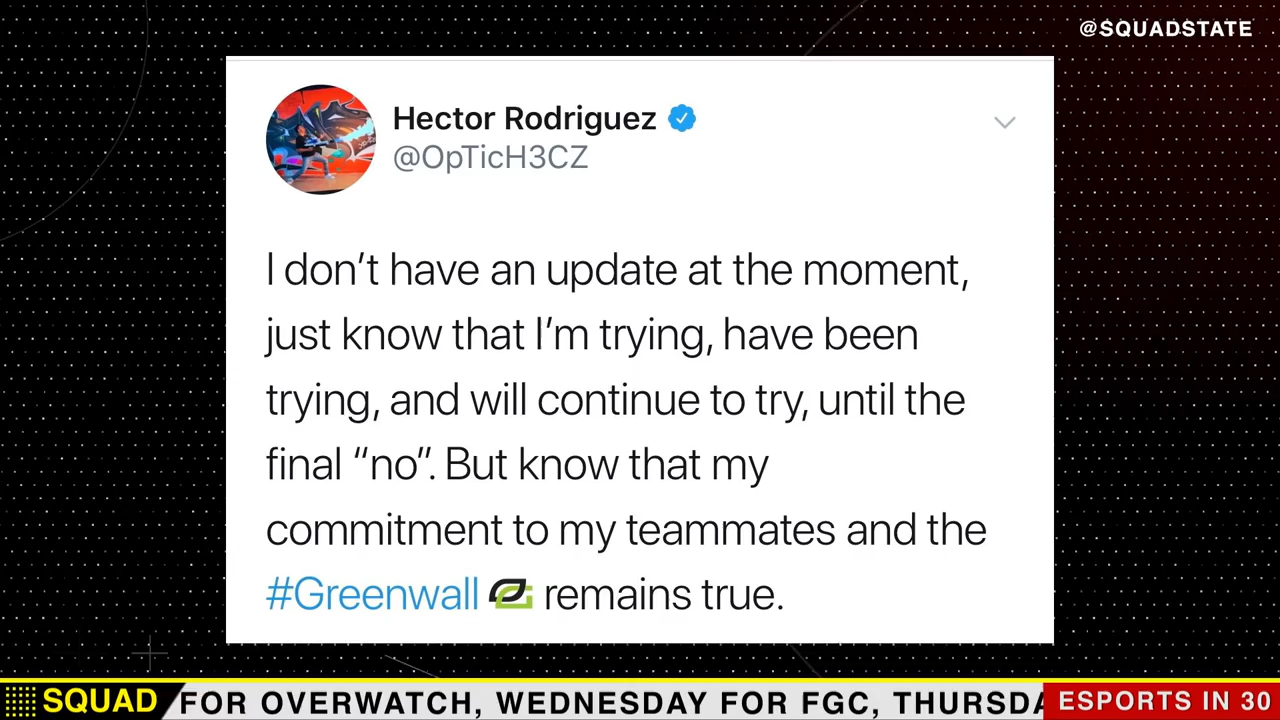 @SQUADSTATE
Hector Rodriguez
@OpTicH3CZ
I don’t have an update at the moment,
just know that I’m trying, have been
trying, and will continue to try, until the
final “no”. But know that my
commitment to my teammates and the
#Greenwall remains true.
SQUAD FOR OVERWATCH, WEDNESDAY FOR FGC, THURSDA ESPORTS IN 30